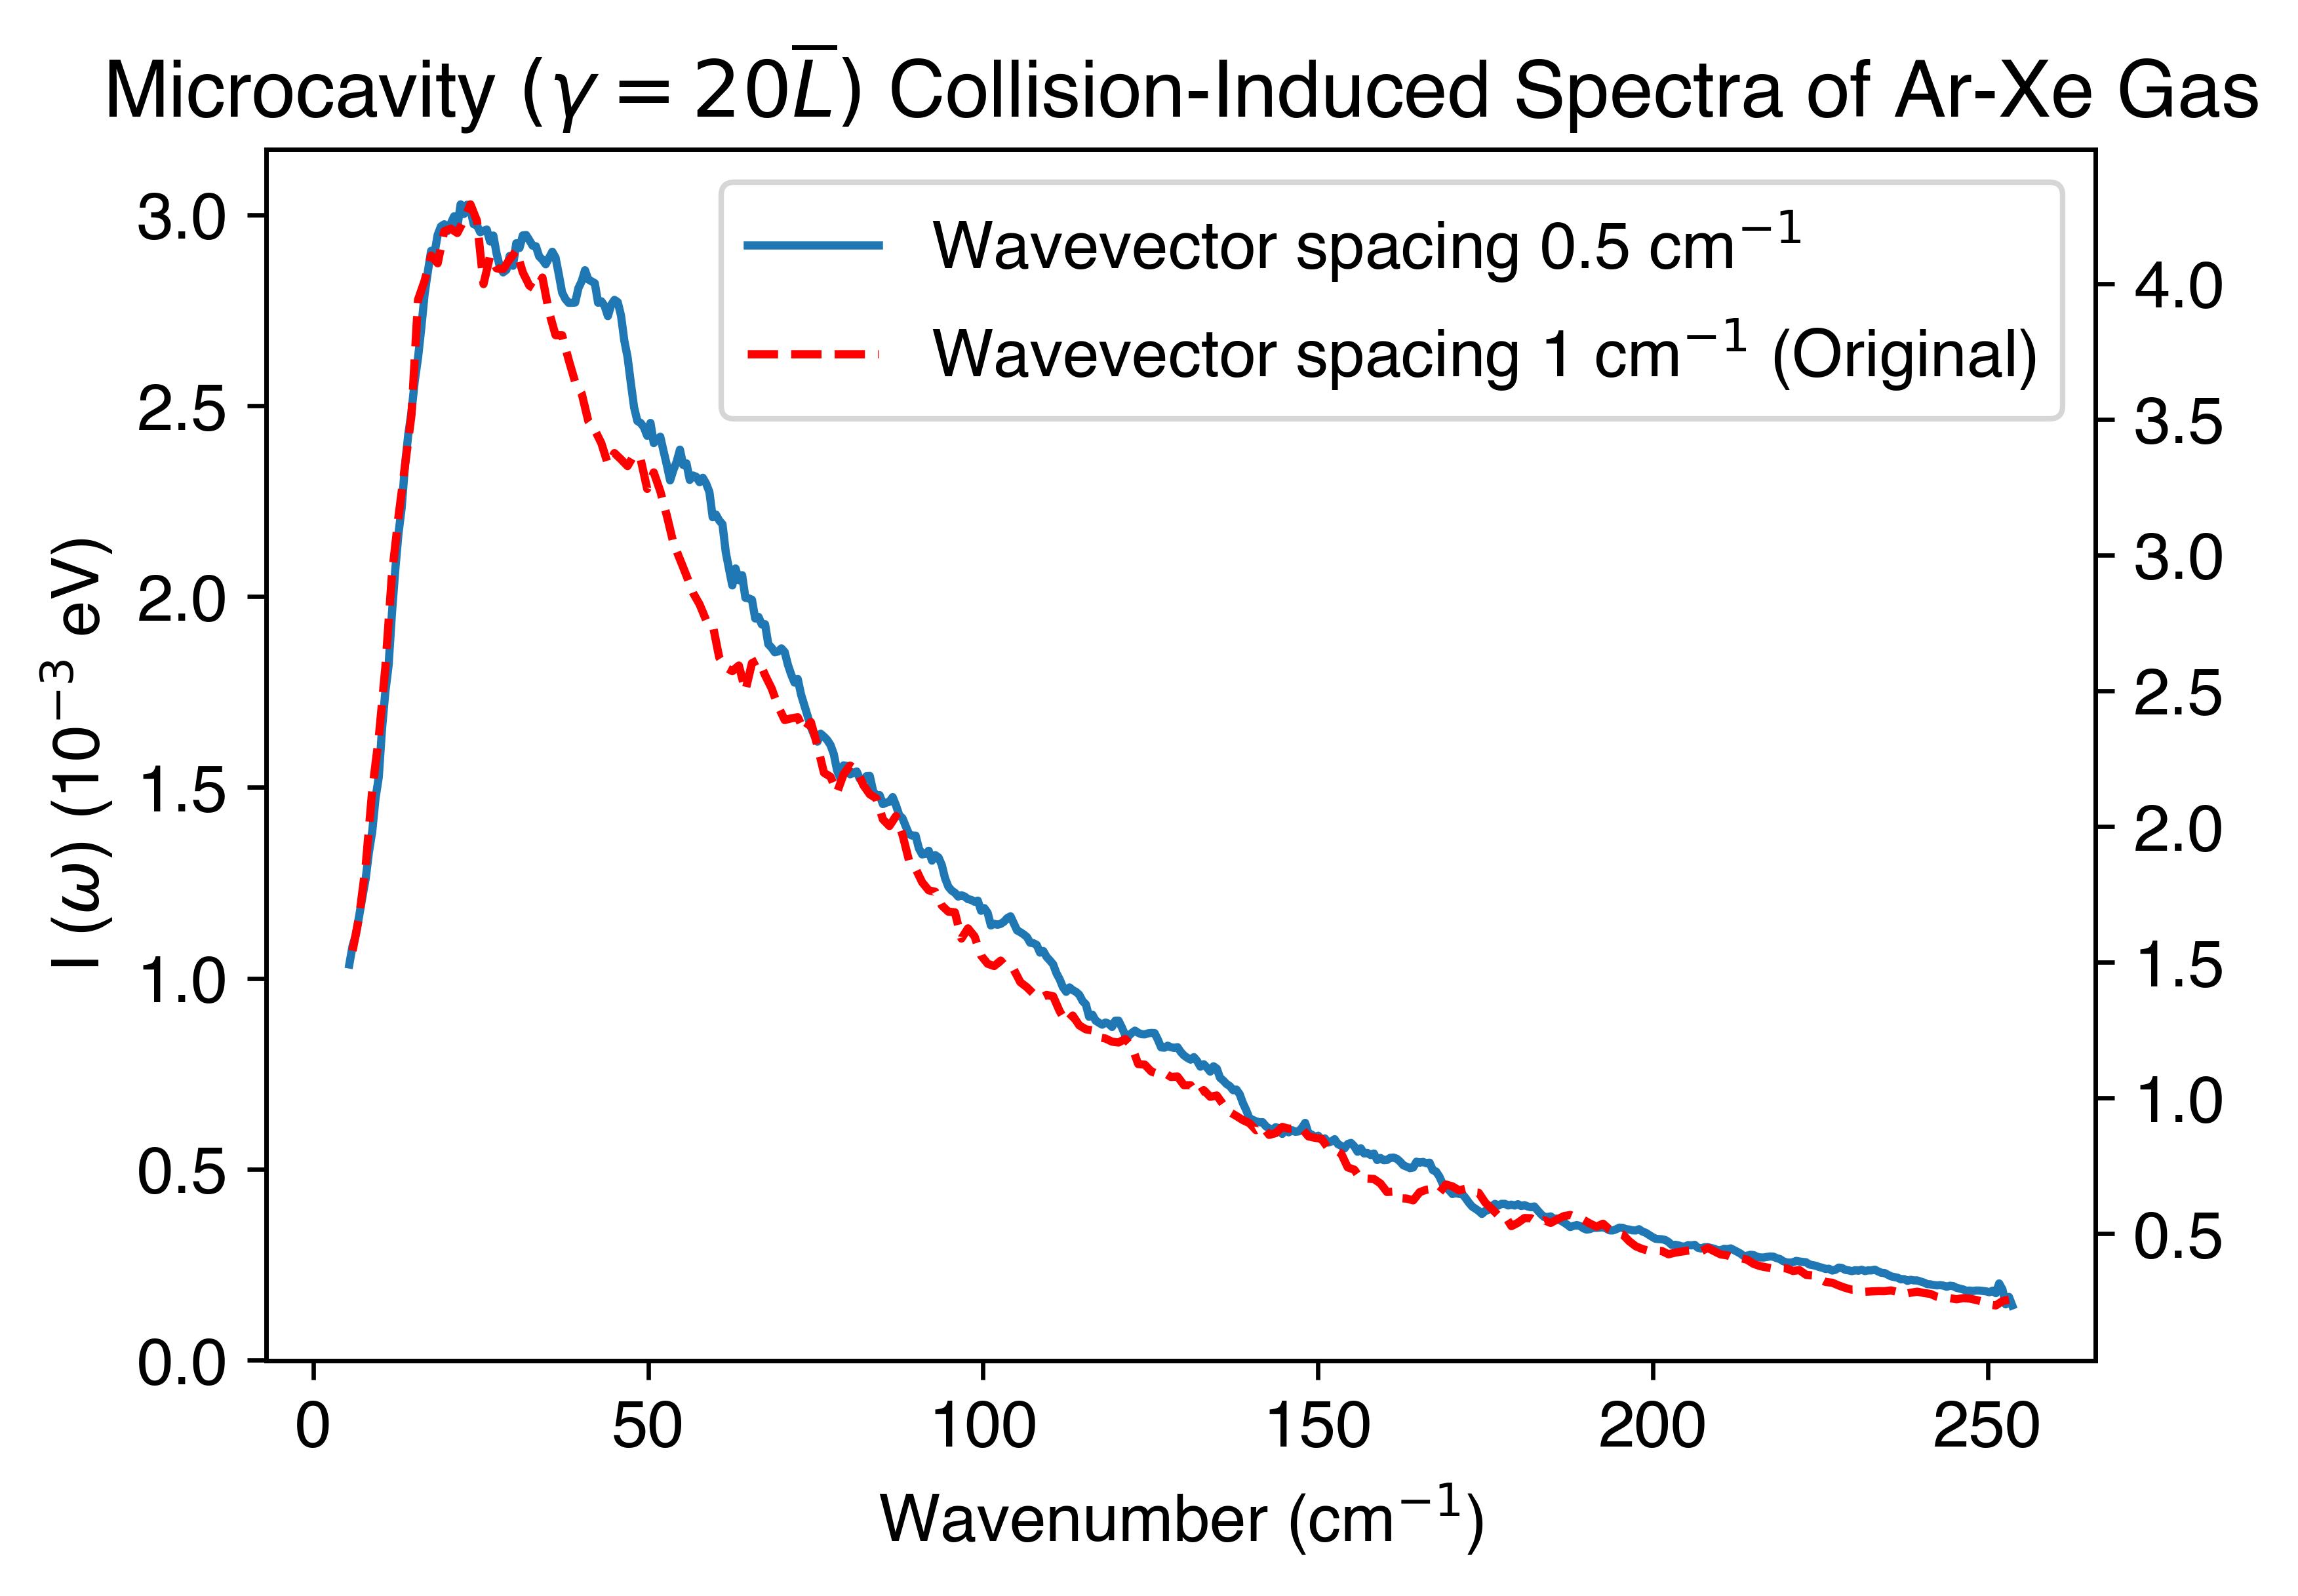 Microcavity (γ = 20L̅) Collision-Induced Spectra of Ar-Xe Gas
Wavevector spacing 0.5 cm⁻¹
Wavevector spacing 1 cm⁻¹ (Original)
I (ω) (10⁻³ eV)
3.0
2.5
2.0
1.5
1.0
0.5
0.0
4.0
3.5
3.0
2.5
2.0
1.5
1.0
0.5
0 50 100 150 200 250
Wavenumber (cm⁻¹)